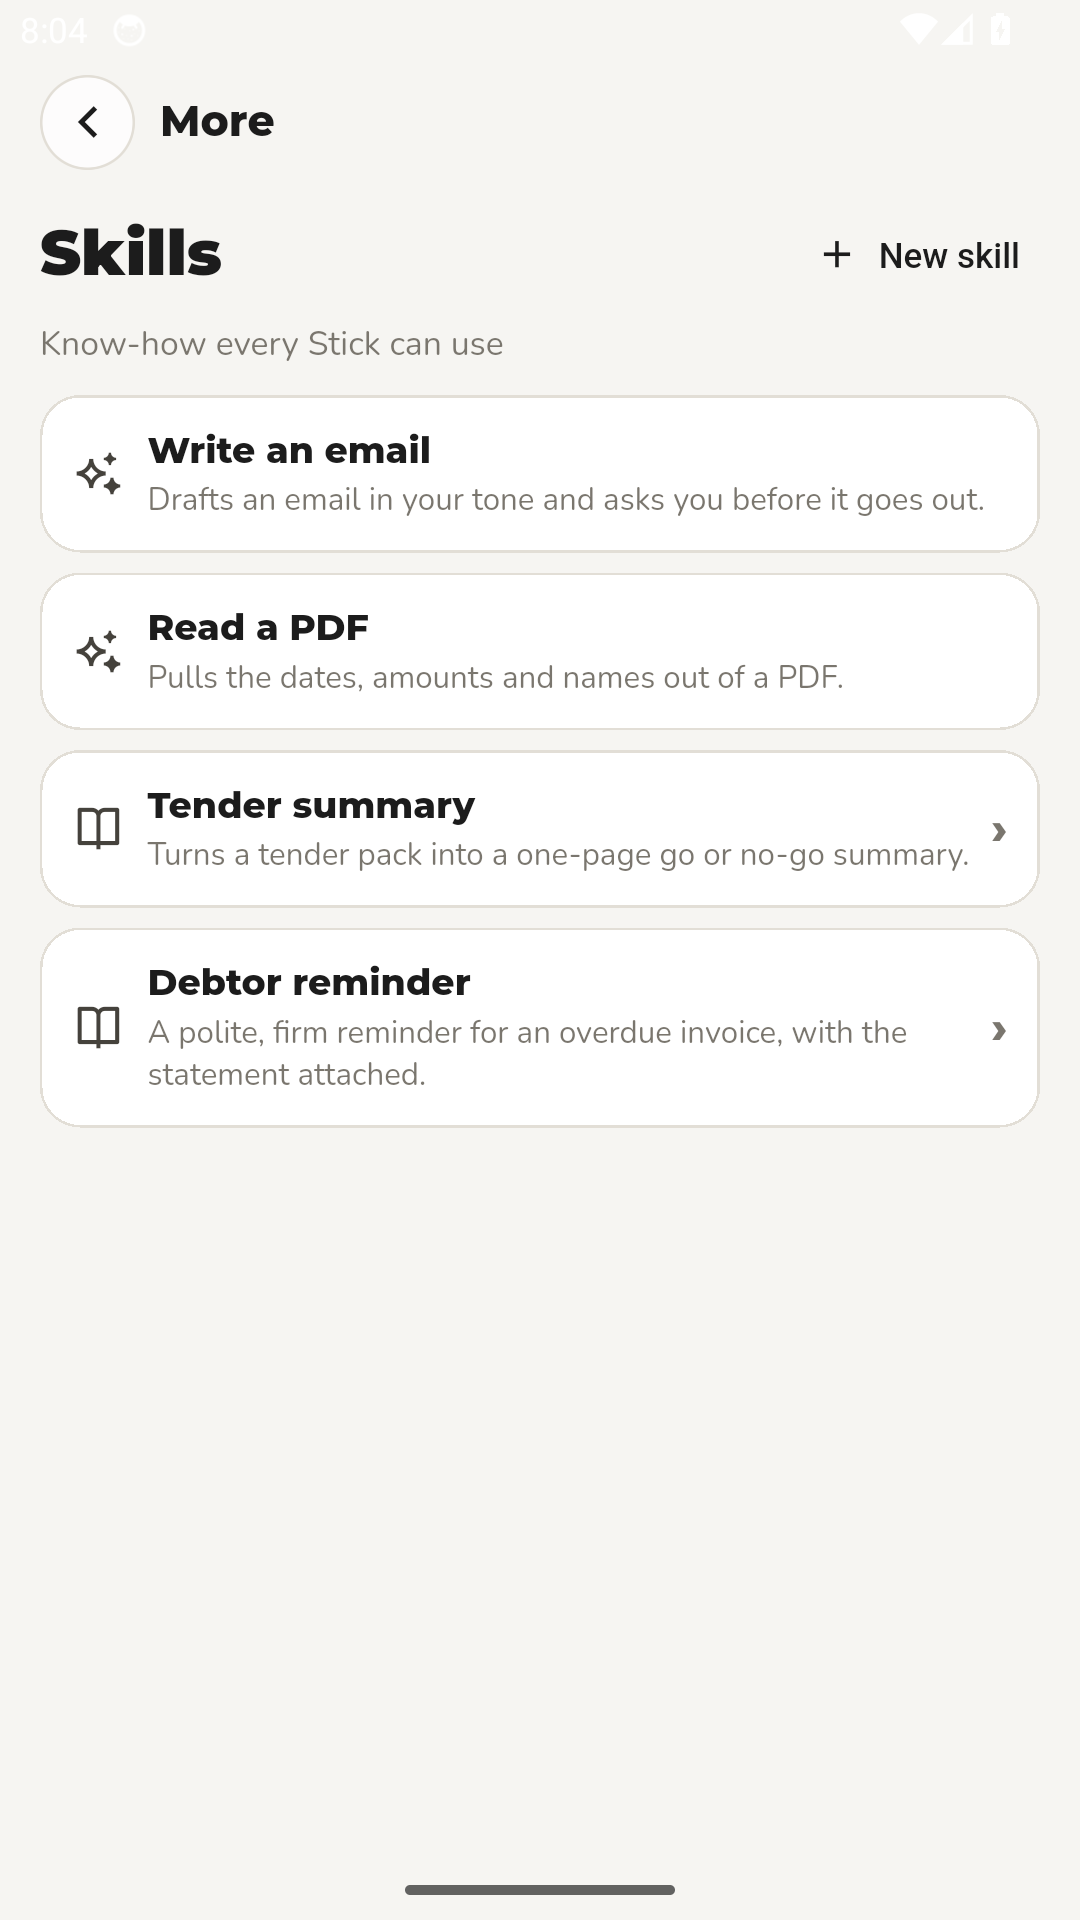 8:04
More
Skills
New skill
Know-how every Stick can use
Write an email
Drafts an email in your tone and asks you before it goes out.
Read a PDF
Pulls the dates, amounts and names out of a PDF.
Tender summary
Turns a tender pack into a one-page go or no-go summary.
Debtor reminder
A polite, firm reminder for an overdue invoice, with the
statement attached.